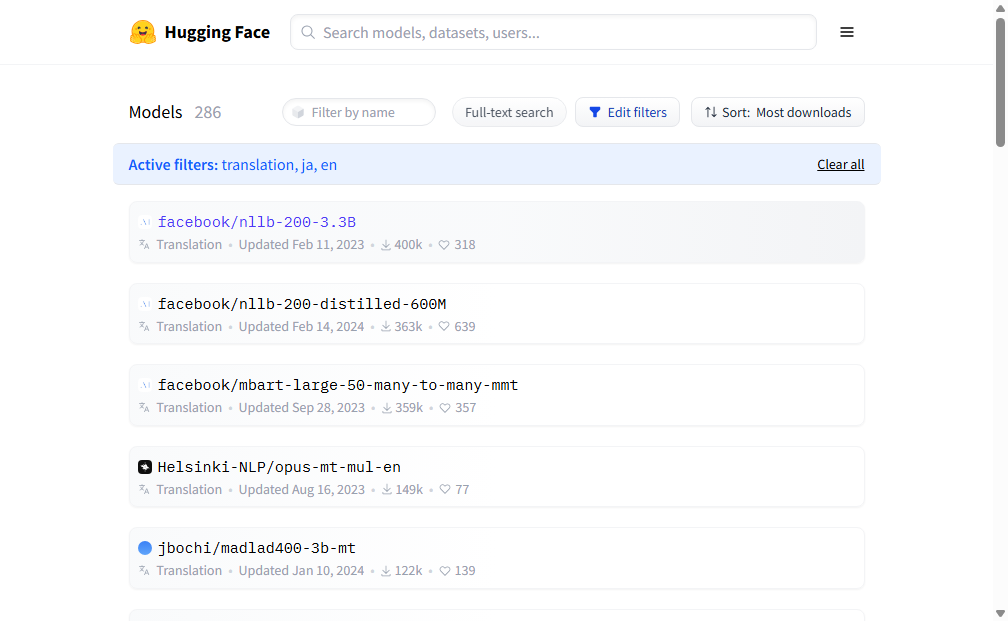 Hugging Face
Search models, datasets, users...
Models 286
Filter by name
Full-text search
Edit filters
Sort: Most downloads
Active filters: translation, ja, en
Clear all
facebook/nllb-200-3.3B
Translation • Updated Feb 11, 2023 • 400k • 318
facebook/nllb-200-distilled-600M
Translation • Updated Feb 14, 2024 • 363k • 639
facebook/mbart-large-50-many-to-many-mmt
Translation • Updated Sep 28, 2023 • 359k • 357
Helsinki-NLP/opus-mt-mul-en
Translation • Updated Aug 16, 2023 • 149k • 77
jbochi/madlad400-3b-mt
Translation • Updated Jan 10, 2024 • 122k • 139